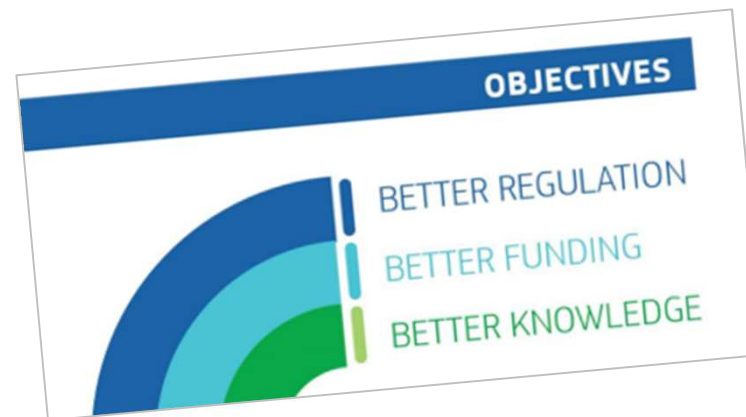 OBJECTIVES
BETTER REGULATION
BETTER FUNDING
BETTER KNOWLEDGE